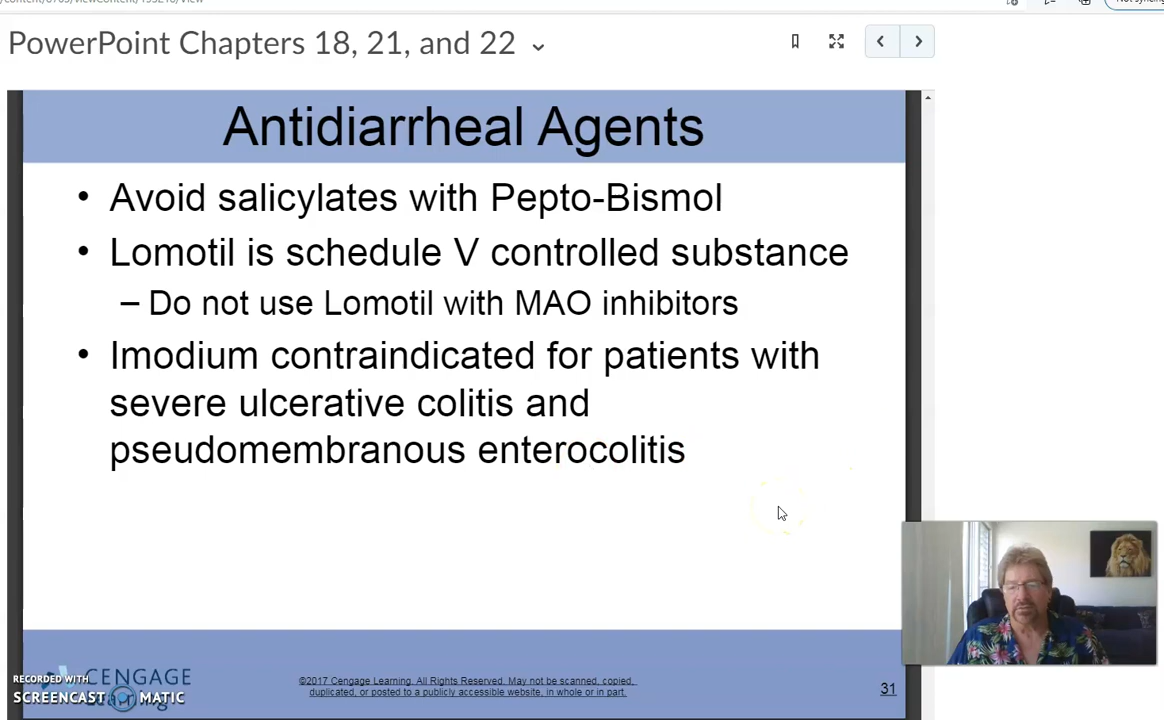 PowerPoint Chapters 18, 21, and 22
Antidiarrheal Agents
• Avoid salicylates with Pepto-Bismol
• Lomotil is schedule V controlled substance
– Do not use Lomotil with MAO inhibitors
• Imodium contraindicated for patients with
severe ulcerative colitis and
pseudomembranous enterocolitis
CENGAGE
Learning
RECORDED WITH
SCREENCAST MATIC
©2017 Cengage Learning. All Rights Reserved. May not be scanned, copied,
duplicated, or posted to a publicly accessible website, in whole or in part.
31